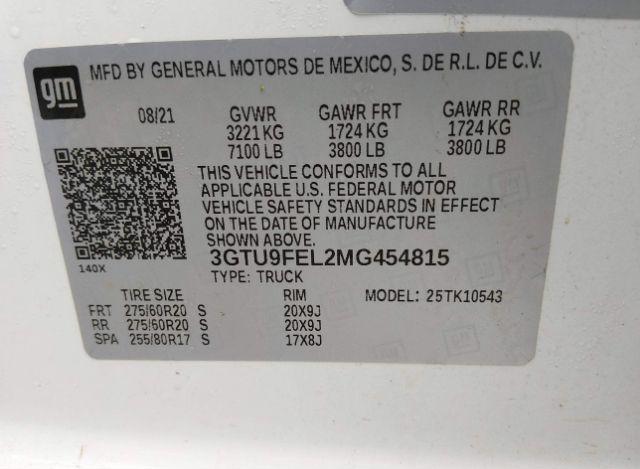 gm
MFD BY GENERAL MOTORS DE MEXICO, S. DE R.L. DE C.V.
08/21 GVWR GAWR FRT GAWR RR
3221 KG 1724 KG 1724 KG
7100 LB 3800 LB 3800 LB
THIS VEHICLE CONFORMS TO ALL
APPLICABLE U.S. FEDERAL MOTOR
VEHICLE SAFETY STANDARDS IN EFFECT
ON THE DATE OF MANUFACTURE
SHOWN ABOVE.
140X
3GTU9FEL2MG454815
TYPE: TRUCK
TIRE SIZE RIM MODEL: 25TK10543
FRT 275/60R20 S 20X9J
RR 275/60R20 S 20X9J
SPA 255/80R17 S 17X8J